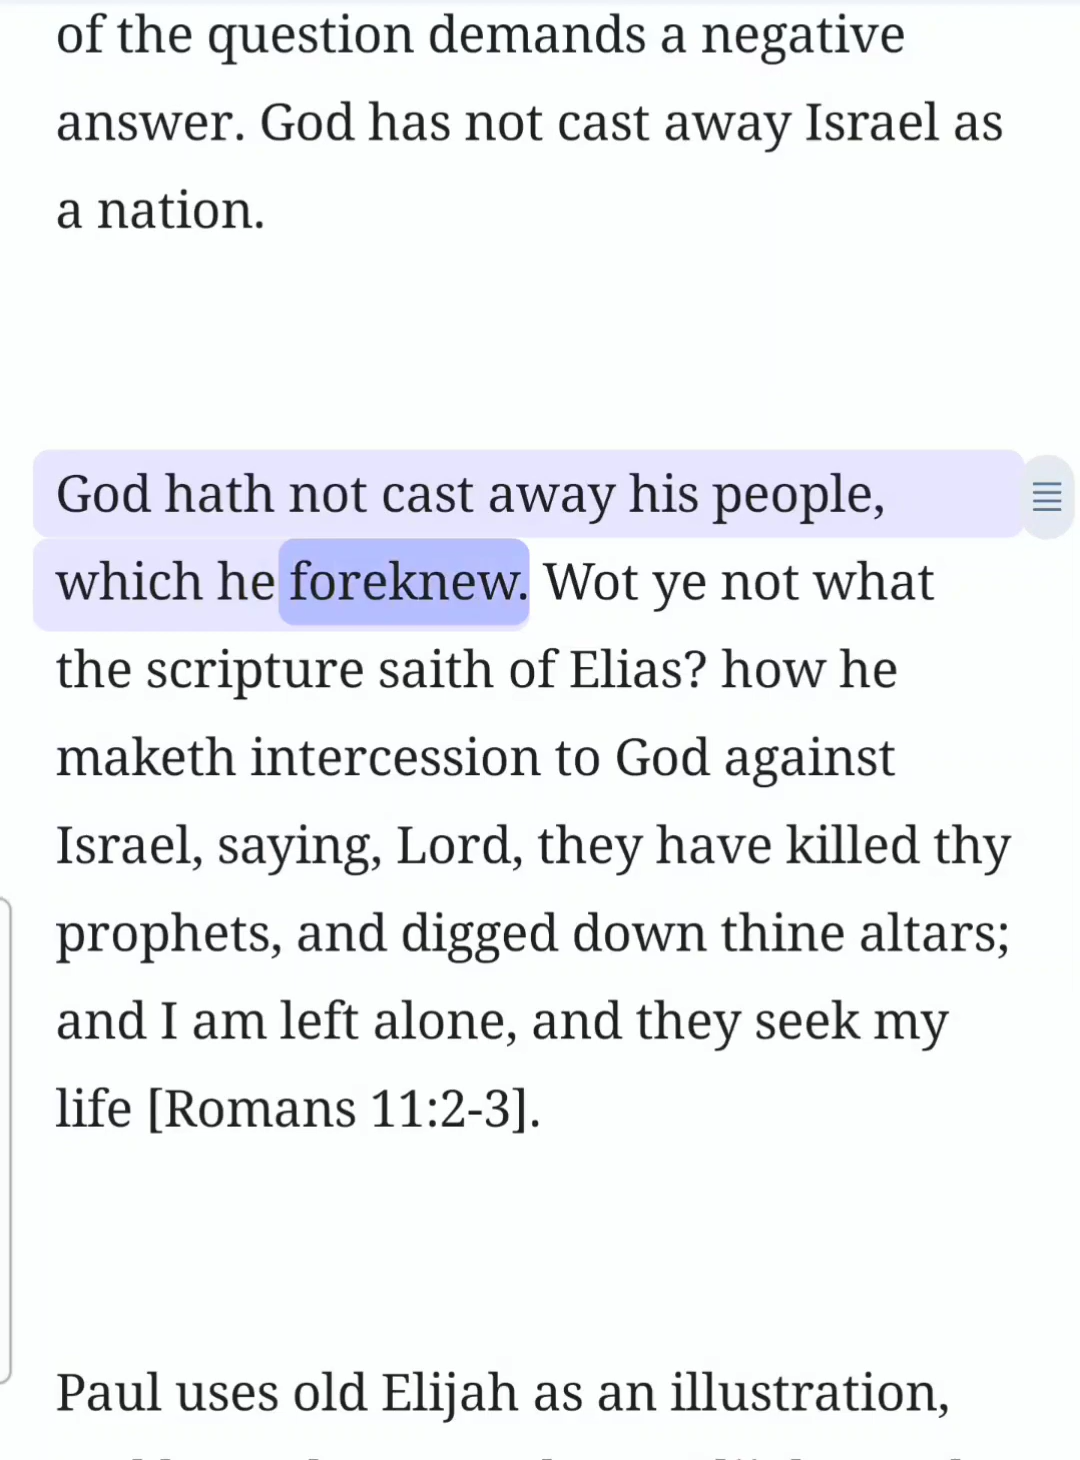 of the question demands a negative
answer. God has not cast away Israel as
a nation.
God hath not cast away his people,
which he foreknew. Wot ye not what
the scripture saith of Elias? how he
maketh intercession to God against
Israel, saying, Lord, they have killed thy
prophets, and digged down thine altars;
and I am left alone, and they seek my
life [Romans 11:2-3].
Paul uses old Elijah as an illustration,